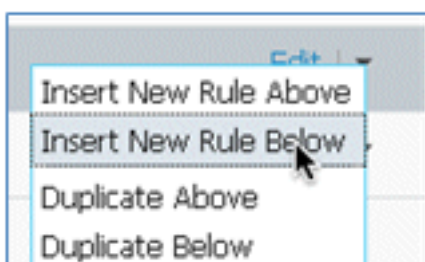 Edit
Insert New Rule Above
Insert New Rule Below
Duplicate Above
Duplicate Below